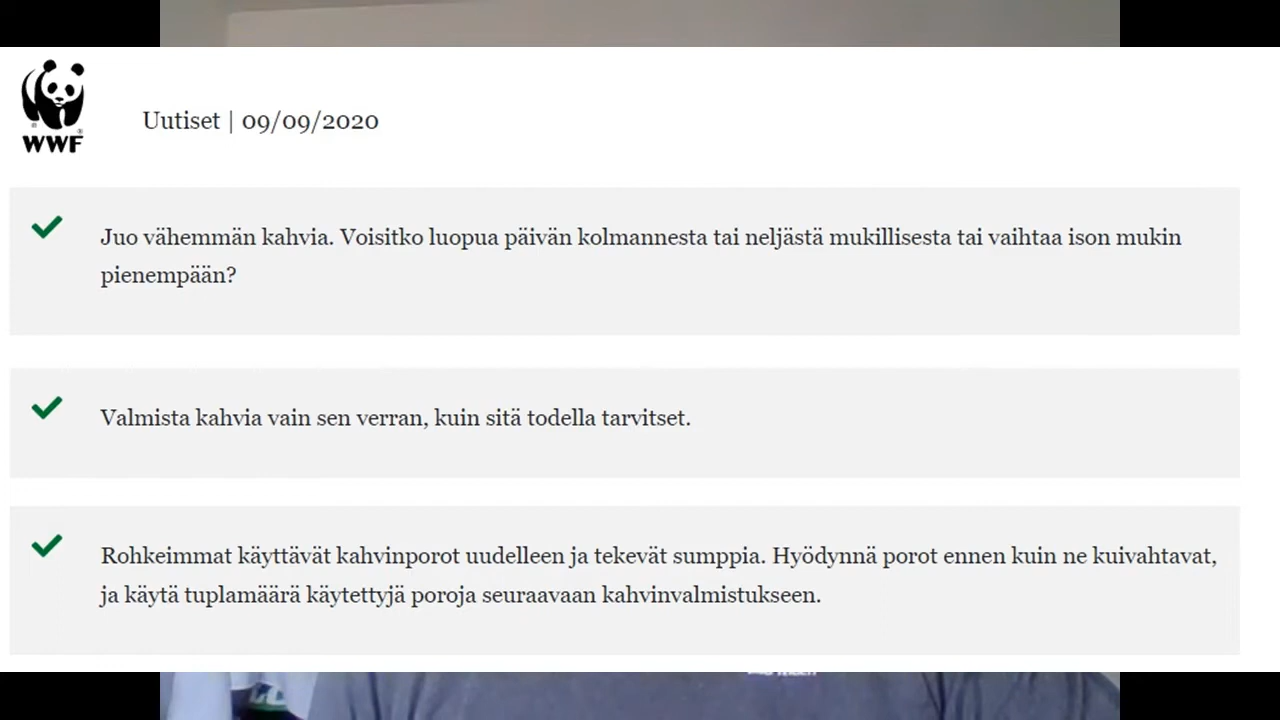 WWF
Uutiset | 09/09/2020
Juo vähemmän kahvia. Voisitko luopua päivän kolmannesta tai neljästä mukillisesta tai vaihtaa ison mukin
pienempään?
Valmista kahvia vain sen verran, kuin sitä todella tarvitset.
Rohkeimmat käyttävät kahvinporot uudelleen ja tekevät sumppia. Hyödynnä porot ennen kuin ne kuivahtavat,
ja käytä tuplamäärä käytettyjä poroja seuraavaan kahvinvalmistukseen.